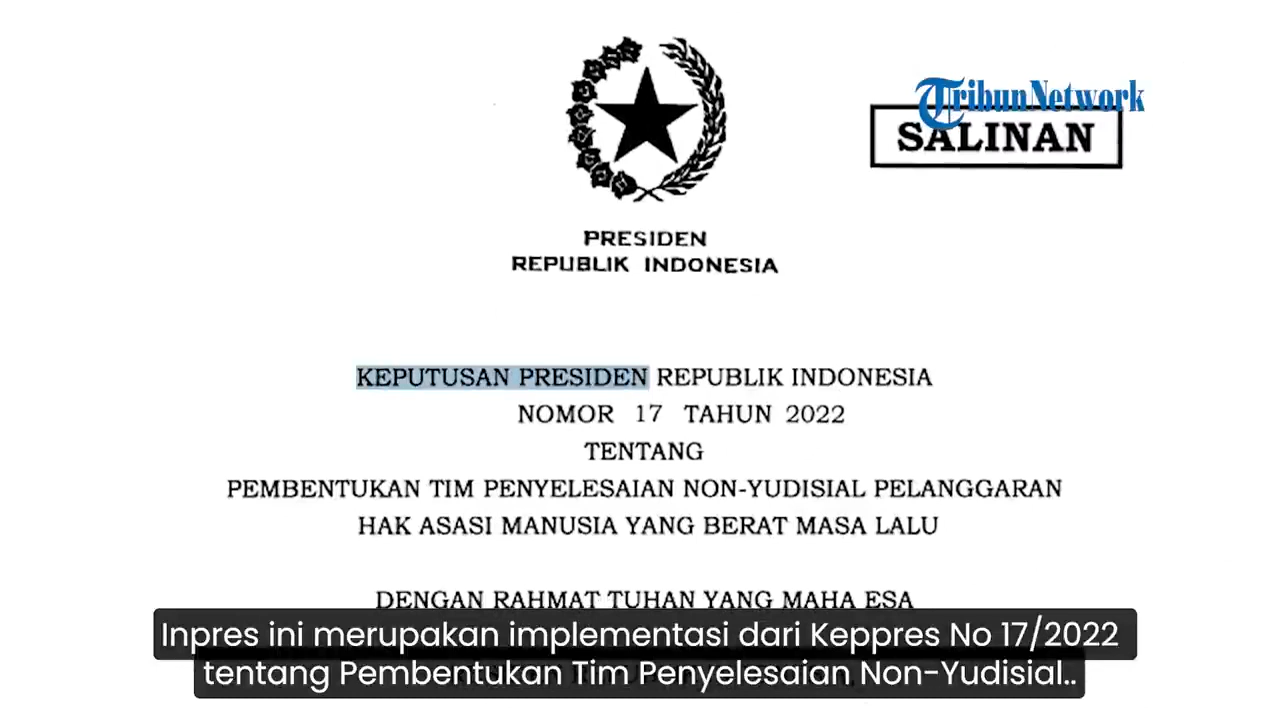 TribunNetwork
SALINAN
PRESIDEN
REPUBLIK INDONESIA
KEPUTUSAN PRESIDEN REPUBLIK INDONESIA
NOMOR 17 TAHUN 2022
TENTANG
PEMBENTUKAN TIM PENYELESAIAN NON-YUDISIAL PELANGGARAN
HAK ASASI MANUSIA YANG BERAT MASA LALU
DENGAN RAHMAT TUHAN YANG MAHA ESA
Inpres ini merupakan implementasi dari Keppres No 17/2022
tentang Pembentukan Tim Penyelesaian Non-Yudisial..